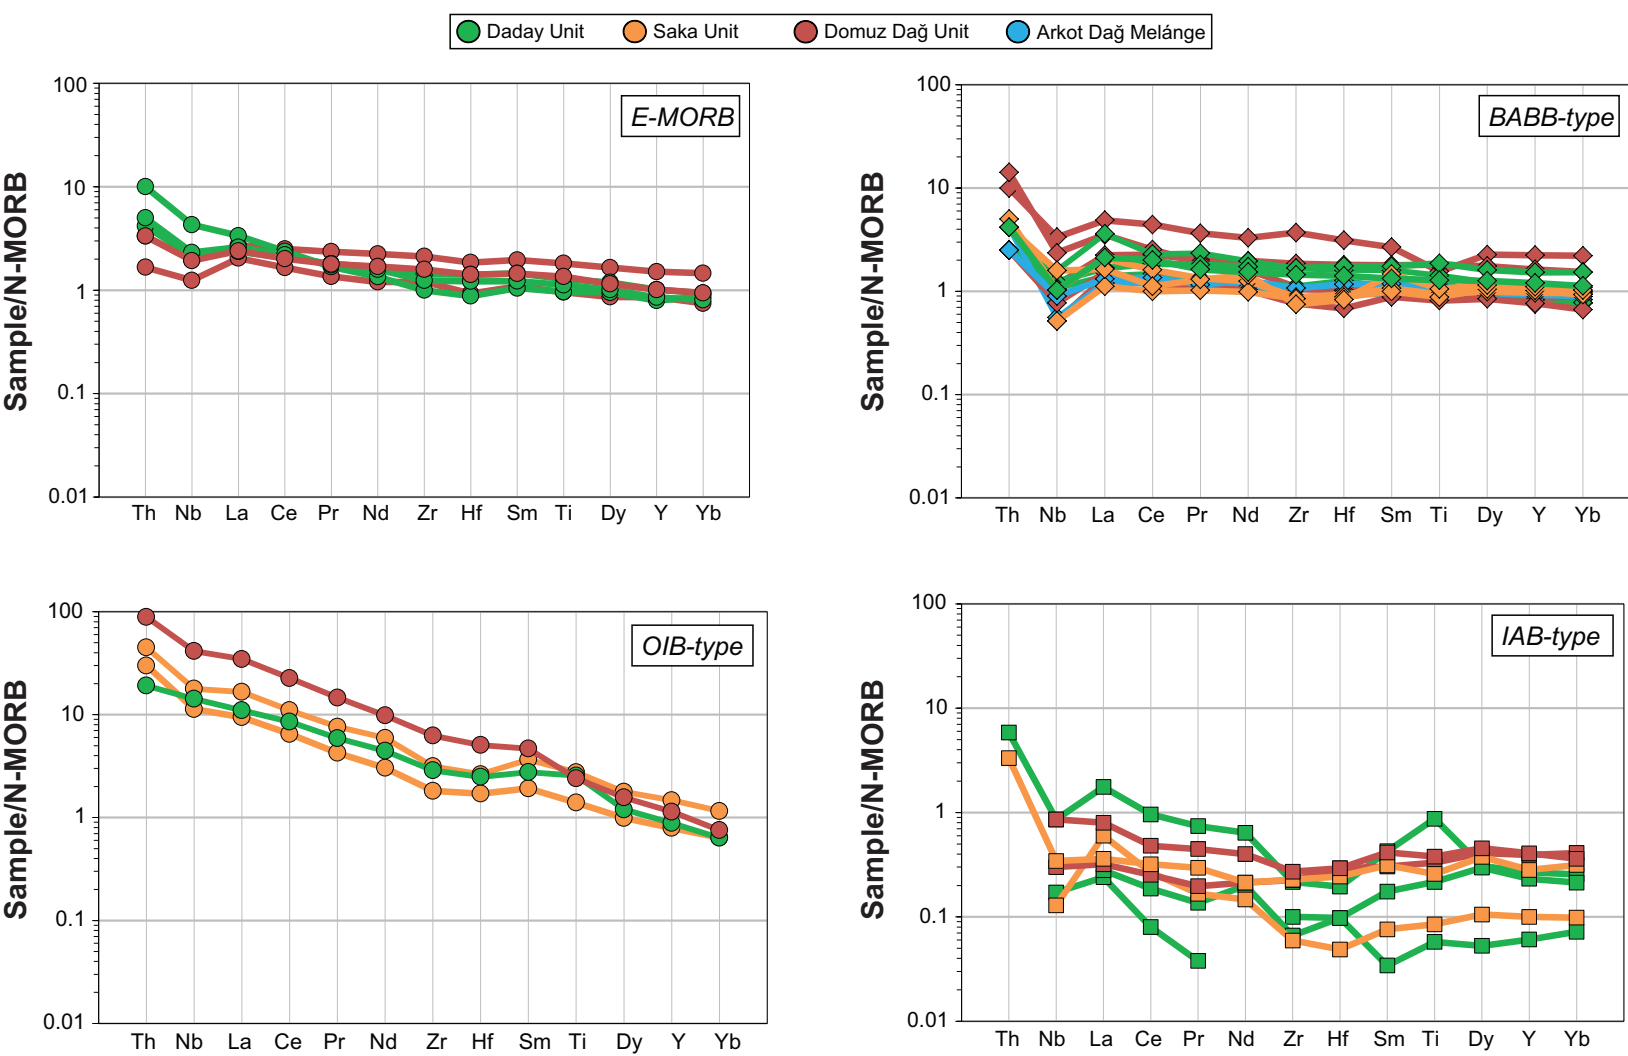 Daday Unit Saka Unit Domuz Dağ Unit Arkot Dağ Melánge
100
10
1
0.1
0.01
Sample/N-MORB
E-MORB
Th Nb La Ce Pr Nd Zr Hf Sm Ti Dy Y Yb
100
10
1
0.1
0.01
Sample/N-MORB
BABB-type
Th Nb La Ce Pr Nd Zr Hf Sm Ti Dy Y Yb
100
10
1
0.1
0.01
Sample/N-MORB
OIB-type
Th Nb La Ce Pr Nd Zr Hf Sm Ti Dy Y Yb
100
10
1
0.1
0.01
Sample/N-MORB
IAB-type
Th Nb La Ce Pr Nd Zr Hf Sm Ti Dy Y Yb